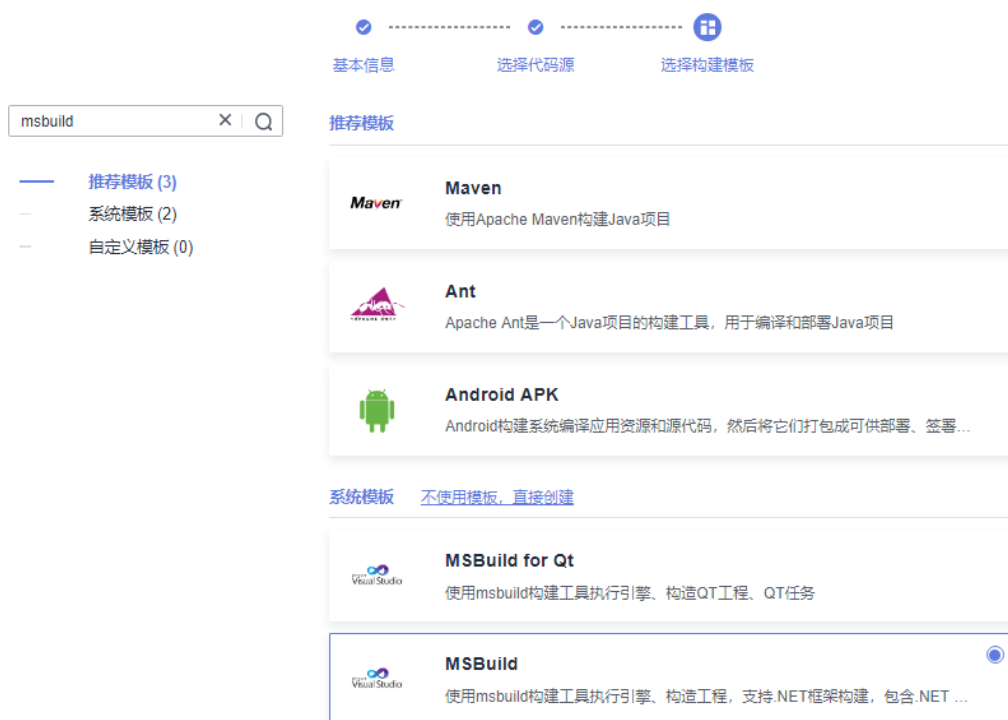 基本信息
选择代码源
选择构建模板
msbuild
推荐模板 (3)
系统模板 (2)
自定义模板 (0)
推荐模板
Maven
Maven
使用Apache Maven构建Java项目
Ant
Apache Ant是一个Java项目的构建工具，用于编译和部署Java项目
Android APK
Android构建系统编译应用资源和源代码，然后将它们打包成可供部署、签署...
系统模板 不使用模板，直接创建
Visual Studio
MSBuild for Qt
使用msbuild构建工具执行引擎、构造QT工程、QT任务
Visual Studio
MSBuild
使用msbuild构建工具执行引擎、构造工程，支持.NET框架构建，包含.NET ...